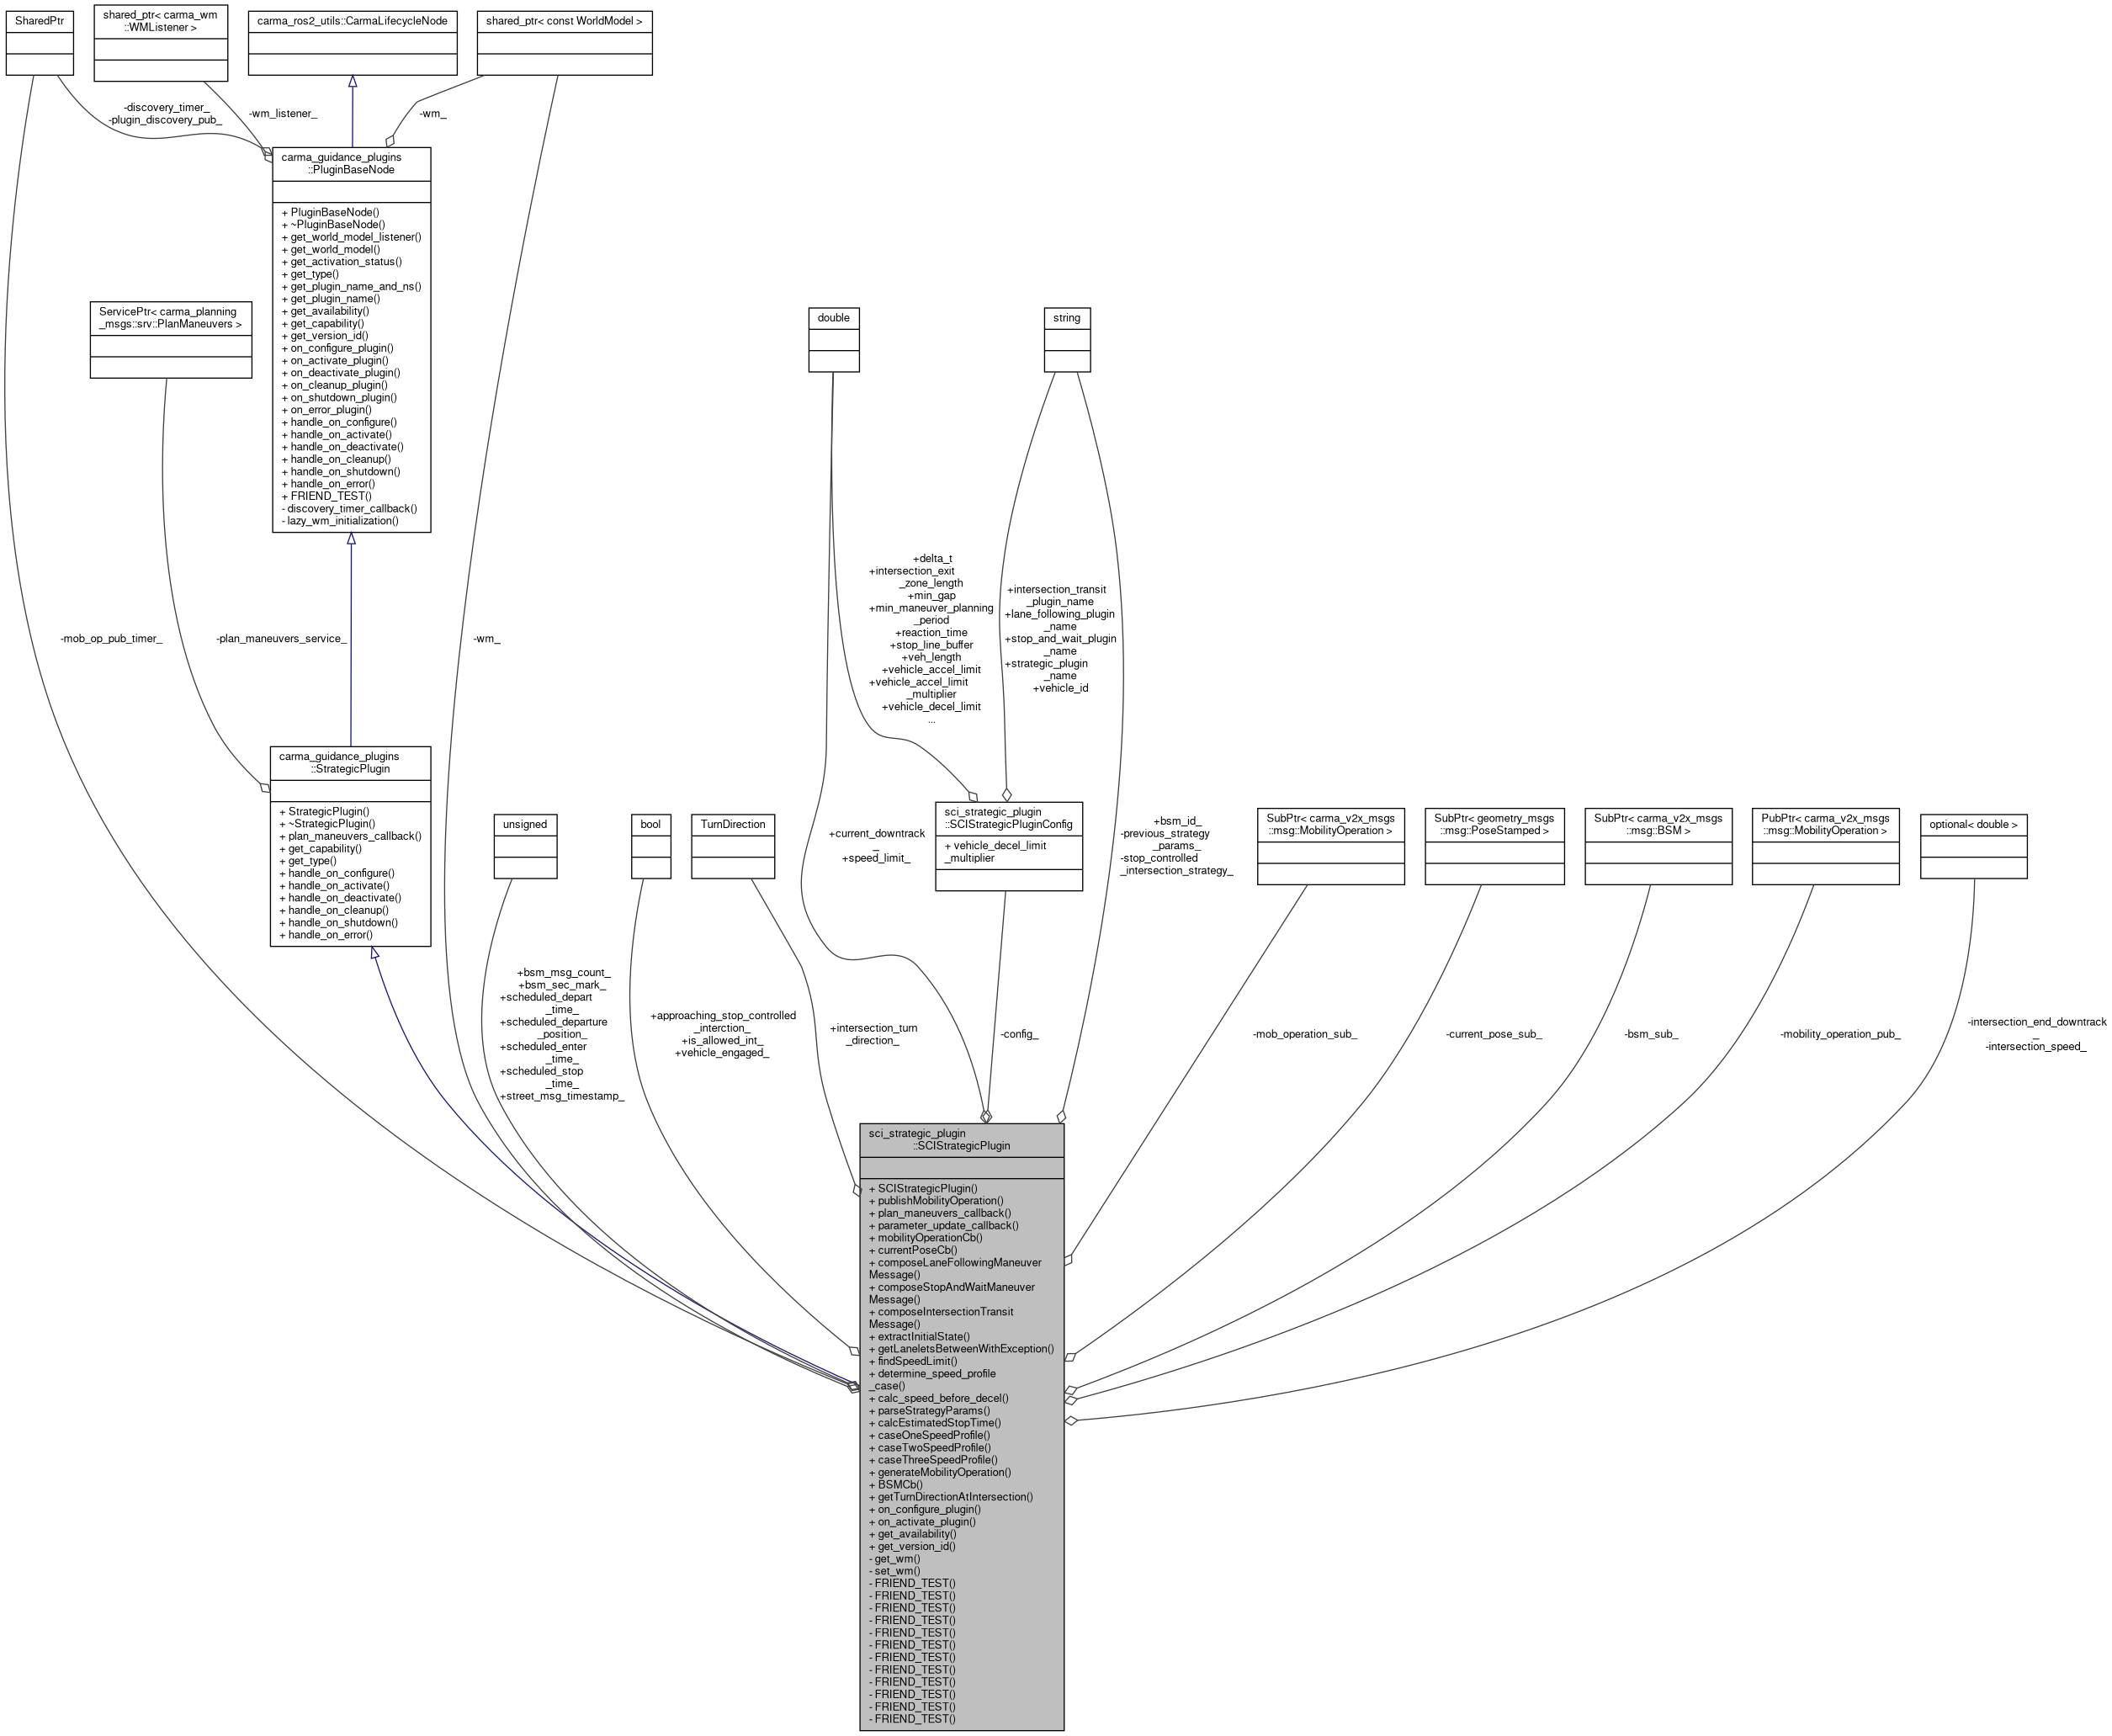 SharedPtr
shared_ptr< carma_wm
::WMListener >
carma_ros2_utils::CarmaLifecycleNode
shared_ptr< const WorldModel >
-discovery_timer_
-plugin_discovery_pub_
-wm_listener_
-wm_
carma_guidance_plugins
::PluginBaseNode
+ PluginBaseNode()
+ ~PluginBaseNode()
+ get_world_model_listener()
+ get_world_model()
+ get_activation_status()
+ get_type()
+ get_plugin_name_and_ns()
+ get_plugin_name()
+ get_availability()
+ get_capability()
+ get_version_id()
+ on_configure_plugin()
+ on_activate_plugin()
+ on_deactivate_plugin()
+ on_cleanup_plugin()
+ on_shutdown_plugin()
+ on_error_plugin()
+ handle_on_configure()
+ handle_on_activate()
+ handle_on_deactivate()
+ handle_on_cleanup()
+ handle_on_shutdown()
+ handle_on_error()
+ FRIEND_TEST()
- discovery_timer_callback()
- lazy_wm_initialization()
ServicePtr< carma_planning
_msgs::srv::PlanManeuvers >
double
string
+delta_t
+intersection_exit
_zone_length
+min_gap
+min_maneuver_planning
_period
+reaction_time
+stop_line_buffer
+veh_length
+vehicle_accel_limit
+vehicle_accel_limit
_multiplier
+vehicle_decel_limit
...
+intersection_transit
_plugin_name
+lane_following_plugin
_name
+stop_and_wait_plugin
_name
+strategic_plugin
_name
+vehicle_id
-mob_op_pub_timer_
-plan_maneuvers_service_
-wm_
carma_guidance_plugins
::StrategicPlugin
+ StrategicPlugin()
+ ~StrategicPlugin()
+ plan_maneuvers_callback()
+ get_capability()
+ get_type()
+ handle_on_configure()
+ handle_on_activate()
+ handle_on_deactivate()
+ handle_on_cleanup()
+ handle_on_shutdown()
+ handle_on_error()
unsigned
bool
TurnDirection
+current_downtrack
_
+speed_limit_
sci_strategic_plugin
::SCIStrategicPluginConfig
+ vehicle_decel_limit
_multiplier
+bsm_id_
-previous_strategy
_params_
-stop_controlled
_intersection_strategy_
SubPtr< carma_v2x_msgs
::msg::MobilityOperation >
SubPtr< geometry_msgs
::msg::PoseStamped >
SubPtr< carma_v2x_msgs
::msg::BSM >
PubPtr< carma_v2x_msgs
::msg::MobilityOperation >
optional< double >
+bsm_msg_count_
+bsm_sec_mark_
+scheduled_depart
_time_
+scheduled_departure
_position_
+scheduled_enter
_time_
+scheduled_stop
_time_
+street_msg_timestamp_
+approaching_stop_controlled
_interction_
+is_allowed_int_
+vehicle_engaged_
+intersection_turn
_direction_
-config_
-mob_operation_sub_
-current_pose_sub_
-bsm_sub_
-mobility_operation_pub_
-intersection_end_downtrack
_
-intersection_speed_
sci_strategic_plugin
::SCIStrategicPlugin
+ SCIStrategicPlugin()
+ publishMobilityOperation()
+ plan_maneuvers_callback()
+ parameter_update_callback()
+ mobilityOperationCb()
+ currentPoseCb()
+ composeLaneFollowingManeuver
Message()
+ composeStopAndWaitManeuver
Message()
+ composeIntersectionTransit
Message()
+ extractInitialState()
+ getLaneletsBetweenWithException()
+ findSpeedLimit()
+ determine_speed_profile
_case()
+ calc_speed_before_decel()
+ parseStrategyParams()
+ calcEstimatedStopTime()
+ caseOneSpeedProfile()
+ caseTwoSpeedProfile()
+ caseThreeSpeedProfile()
+ generateMobilityOperation()
+ BSMCb()
+ getTurnDirectionAtIntersection()
+ on_configure_plugin()
+ on_activate_plugin()
+ get_availability()
+ get_version_id()
- get_wm()
- set_wm()
- FRIEND_TEST()
- FRIEND_TEST()
- FRIEND_TEST()
- FRIEND_TEST()
- FRIEND_TEST()
- FRIEND_TEST()
- FRIEND_TEST()
- FRIEND_TEST()
- FRIEND_TEST()
- FRIEND_TEST()
- FRIEND_TEST()
- FRIEND_TEST()